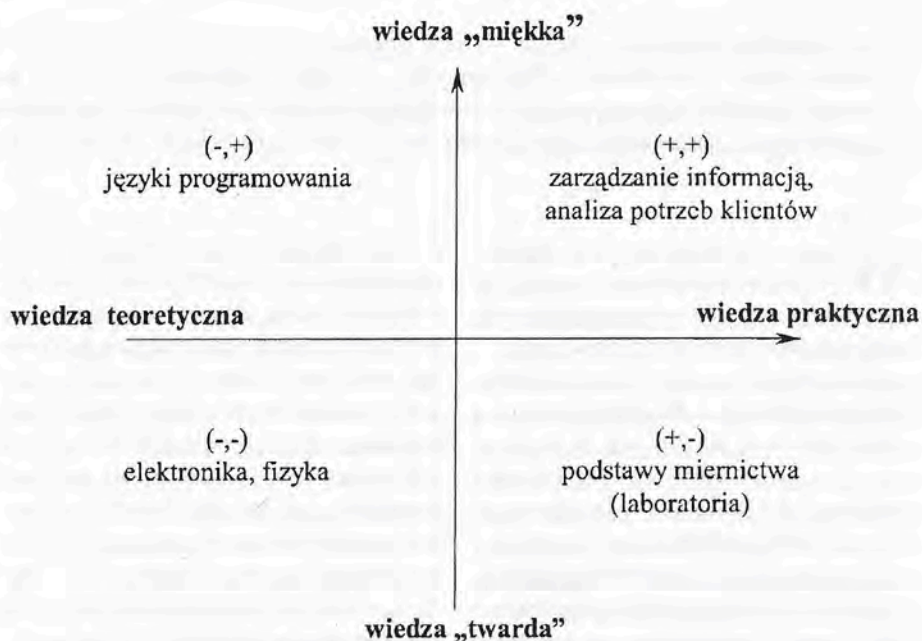 wiedza „miękka”
(-,+)
języki programowania
(+,+)
zarządzanie informacją,
analiza potrzeb klientów
wiedza teoretyczna
wiedza praktyczna
(-,-)
elektronika, fizyka
(+,-)
podstawy miernictwa
(laboratoria)
wiedza „twarda”